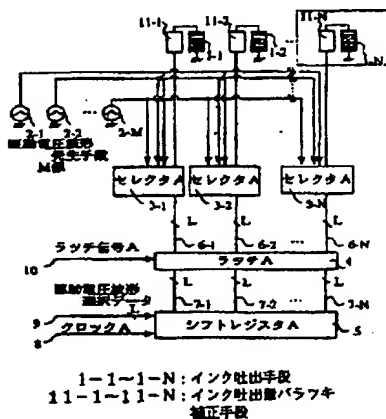 11-1 11-2 11-N
1-1 1-2 1-N
2-1 2-2 2-M
駆動電圧波形
発生手段
M個
セレクタA セレクタA セレクタA
3-1 3-2 3-N
L L L
6-1 6-2 … 6-N
ラッチ信号A
10
ラッチA
4
L L L
駆動電圧波形
選択データ
7-1 7-2 … 7-N
9
L
クロックA
8
シフトレジスタA
5
1-1~1-N:インク吐出手段
11-1~11-N:インク吐出量バラツキ
補正手段